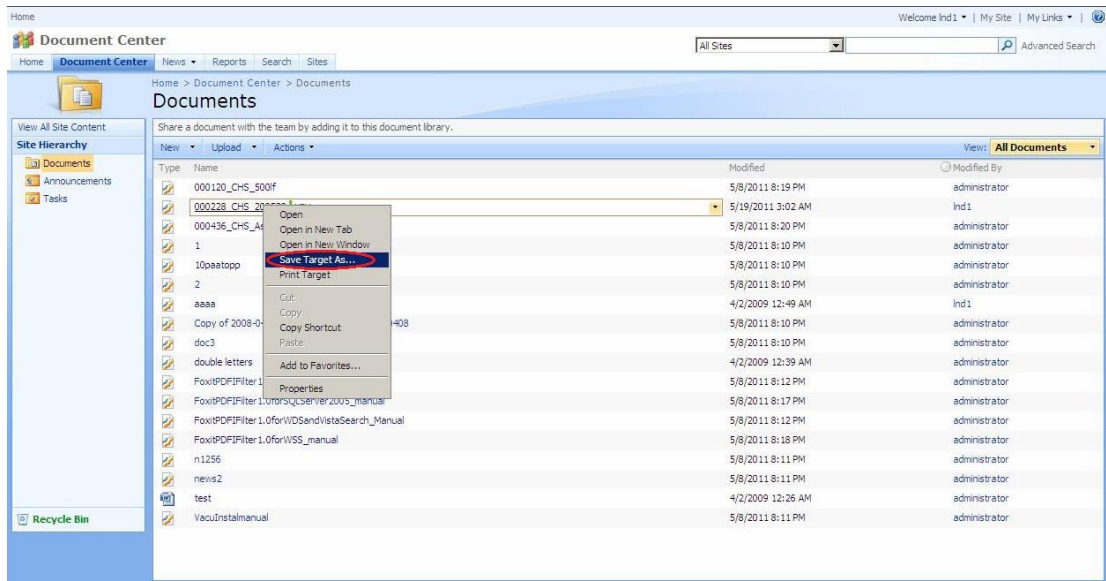 Home Welcome lnd1 | My Site | My Links |
Document Center All Sites Advanced Search
Home Document Center News Reports Search Sites
Home > Document Center > Documents
Documents
View All Site Content Share a document with the team by adding it to this document library.
Site Hierarchy New Upload Actions View: All Documents
Documents
Announcements
Tasks
Type Name Modified Modified By
000120_CHS_500lf 5/8/2011 8:19 PM administrator
000228_CHS 5/19/2011 3:02 AM lnd1
000436_CHS_As 5/8/2011 8:20 PM administrator
1 5/8/2011 8:10 PM administrator
10paatopp 5/8/2011 8:10 PM administrator
2 5/8/2011 8:10 PM administrator
aaaa 4/2/2009 12:49 AM lnd1
Copy of 2008-0 0408 5/8/2011 8:10 PM administrator
doc3 5/8/2011 8:10 PM administrator
double letters 4/2/2009 12:39 AM administrator
FoxitPDFIFilter1 5/8/2011 8:12 PM administrator
FoxitPDFIFilter1.0forSQLServer2005_manual 5/8/2011 8:17 PM administrator
FoxitPDFIFilter1.0forWDSandVistaSearch_Manual 5/8/2011 8:12 PM administrator
FoxitPDFIFilter1.0forWSS_manual 5/8/2011 8:18 PM administrator
n1256 5/8/2011 8:11 PM administrator
news2 5/8/2011 8:11 PM administrator
test 4/2/2009 12:26 AM administrator
VacuInstalmanual 5/8/2011 8:11 PM administrator
Recycle Bin
Open
Open in New Tab
Open in New Window
Save Target As...
Print Target
Cut
Copy
Copy Shortcut
Paste
Add to Favorites...
Properties